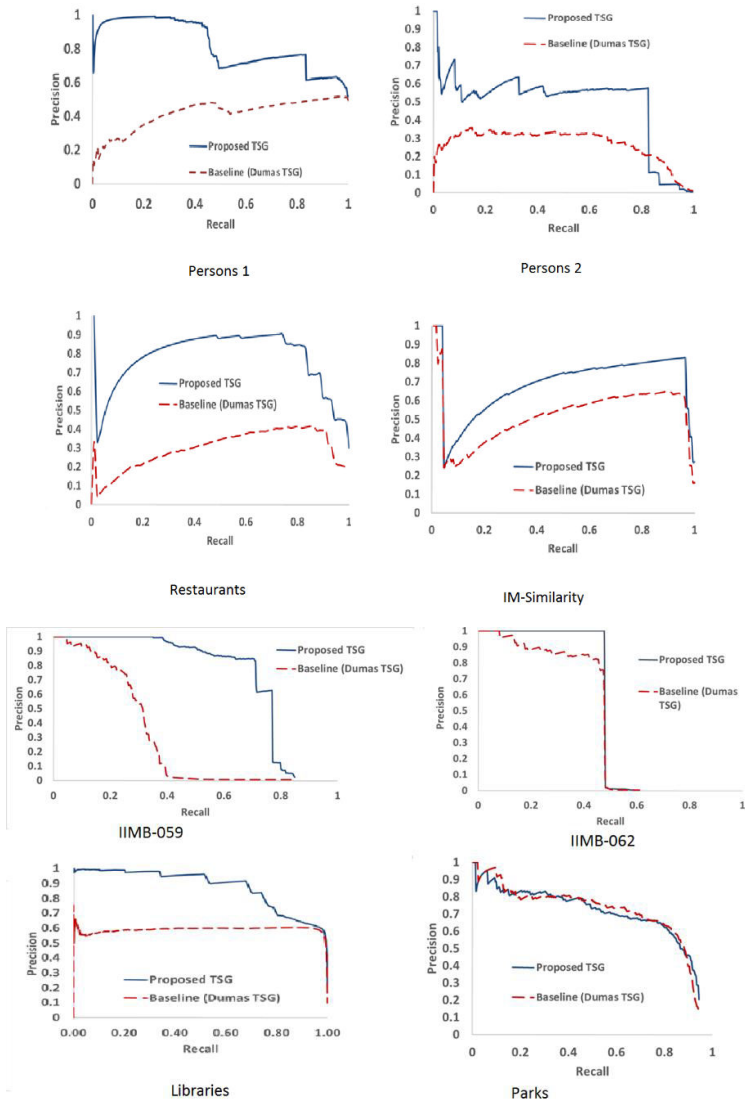 1
0.8
0.6
0.4
0.2
0
Precision
Proposed TSG
Baseline (Dumas TSG)
0 0.2 0.4 0.6 0.8 1
Recall
Persons 1
1
0.9
0.8
0.7
0.6
0.5
0.4
0.3
0.2
0.1
0
Precision
Proposed TSG
Baseline (Dumas TSG)
0 0.2 0.4 0.6 0.8 1
Recall
Persons 2
1
0.9
0.8
0.7
0.6
0.5
0.4
0.3
0.2
0.1
0
Precision
Proposed TSG
Baseline (Dumas TSG)
0 0.2 0.4 0.6 0.8 1
Recall
Restaurants
1
0.9
0.8
0.7
0.6
0.5
0.4
0.3
0.2
0.1
0
Precision
Proposed TSG
Baseline (Dumas TSG)
0 0.2 0.4 0.6 0.8 1
Recall
IM-Similarity
1
0.9
0.8
0.7
0.6
0.5
0.4
0.3
0.2
0.1
0
Precision
Proposed TSG
Baseline (Dumas TSG)
0 0.2 0.4 0.6 0.8 1
Recall
IIMB-059
1
0.9
0.8
0.7
0.6
0.5
0.4
0.3
0.2
0.1
0
Precision
Proposed TSG
Baseline (Dumas
TSG)
0 0.2 0.4 0.6 0.8 1
Recall
IIMB-062
1
0.9
0.8
0.7
0.6
0.5
0.4
0.3
0.2
0.1
0
Precision
Proposed TSG
Baseline (Dumas TSG)
0.00 0.20 0.40 0.60 0.80 1.00
Recall
Libraries
1
0.9
0.8
0.7
0.6
0.5
0.4
0.3
0.2
0.1
0
Precision
Proposed TSG
Baseline (Dumas TSG)
0 0.2 0.4 0.6 0.8 1
Recall
Parks